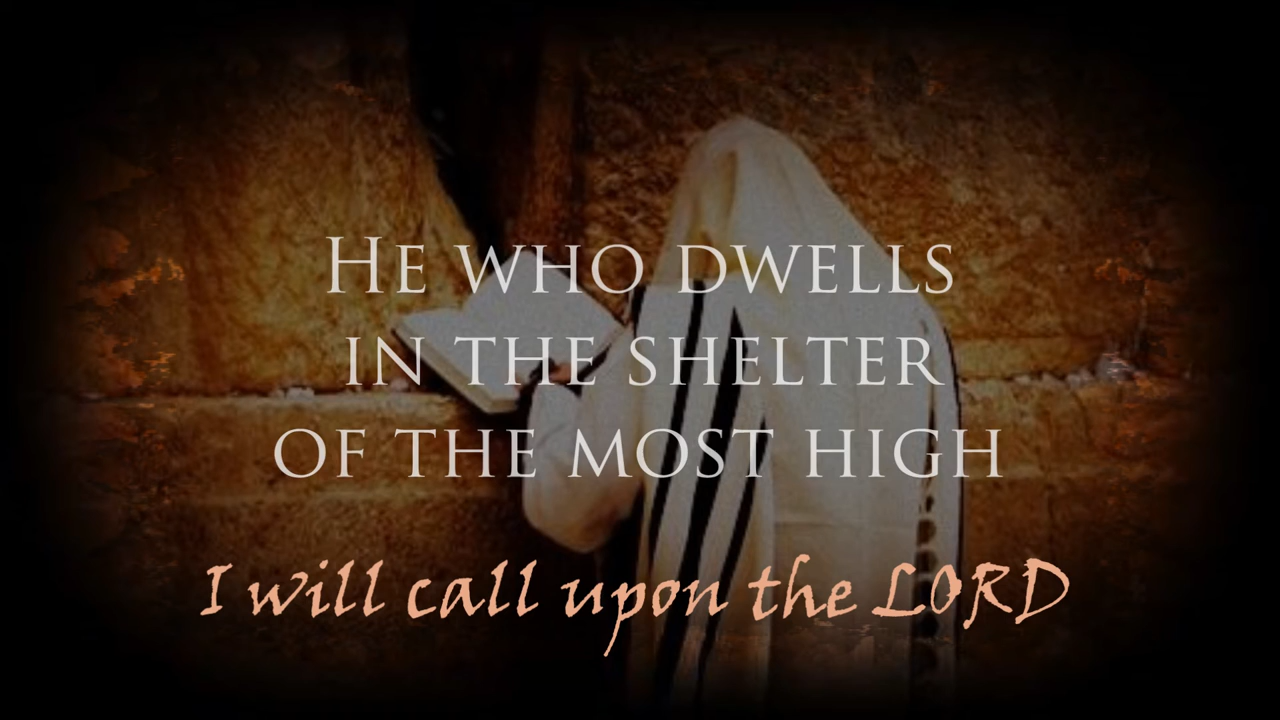 He who dwells
in the shelter
of the most high
I will call upon the LORD